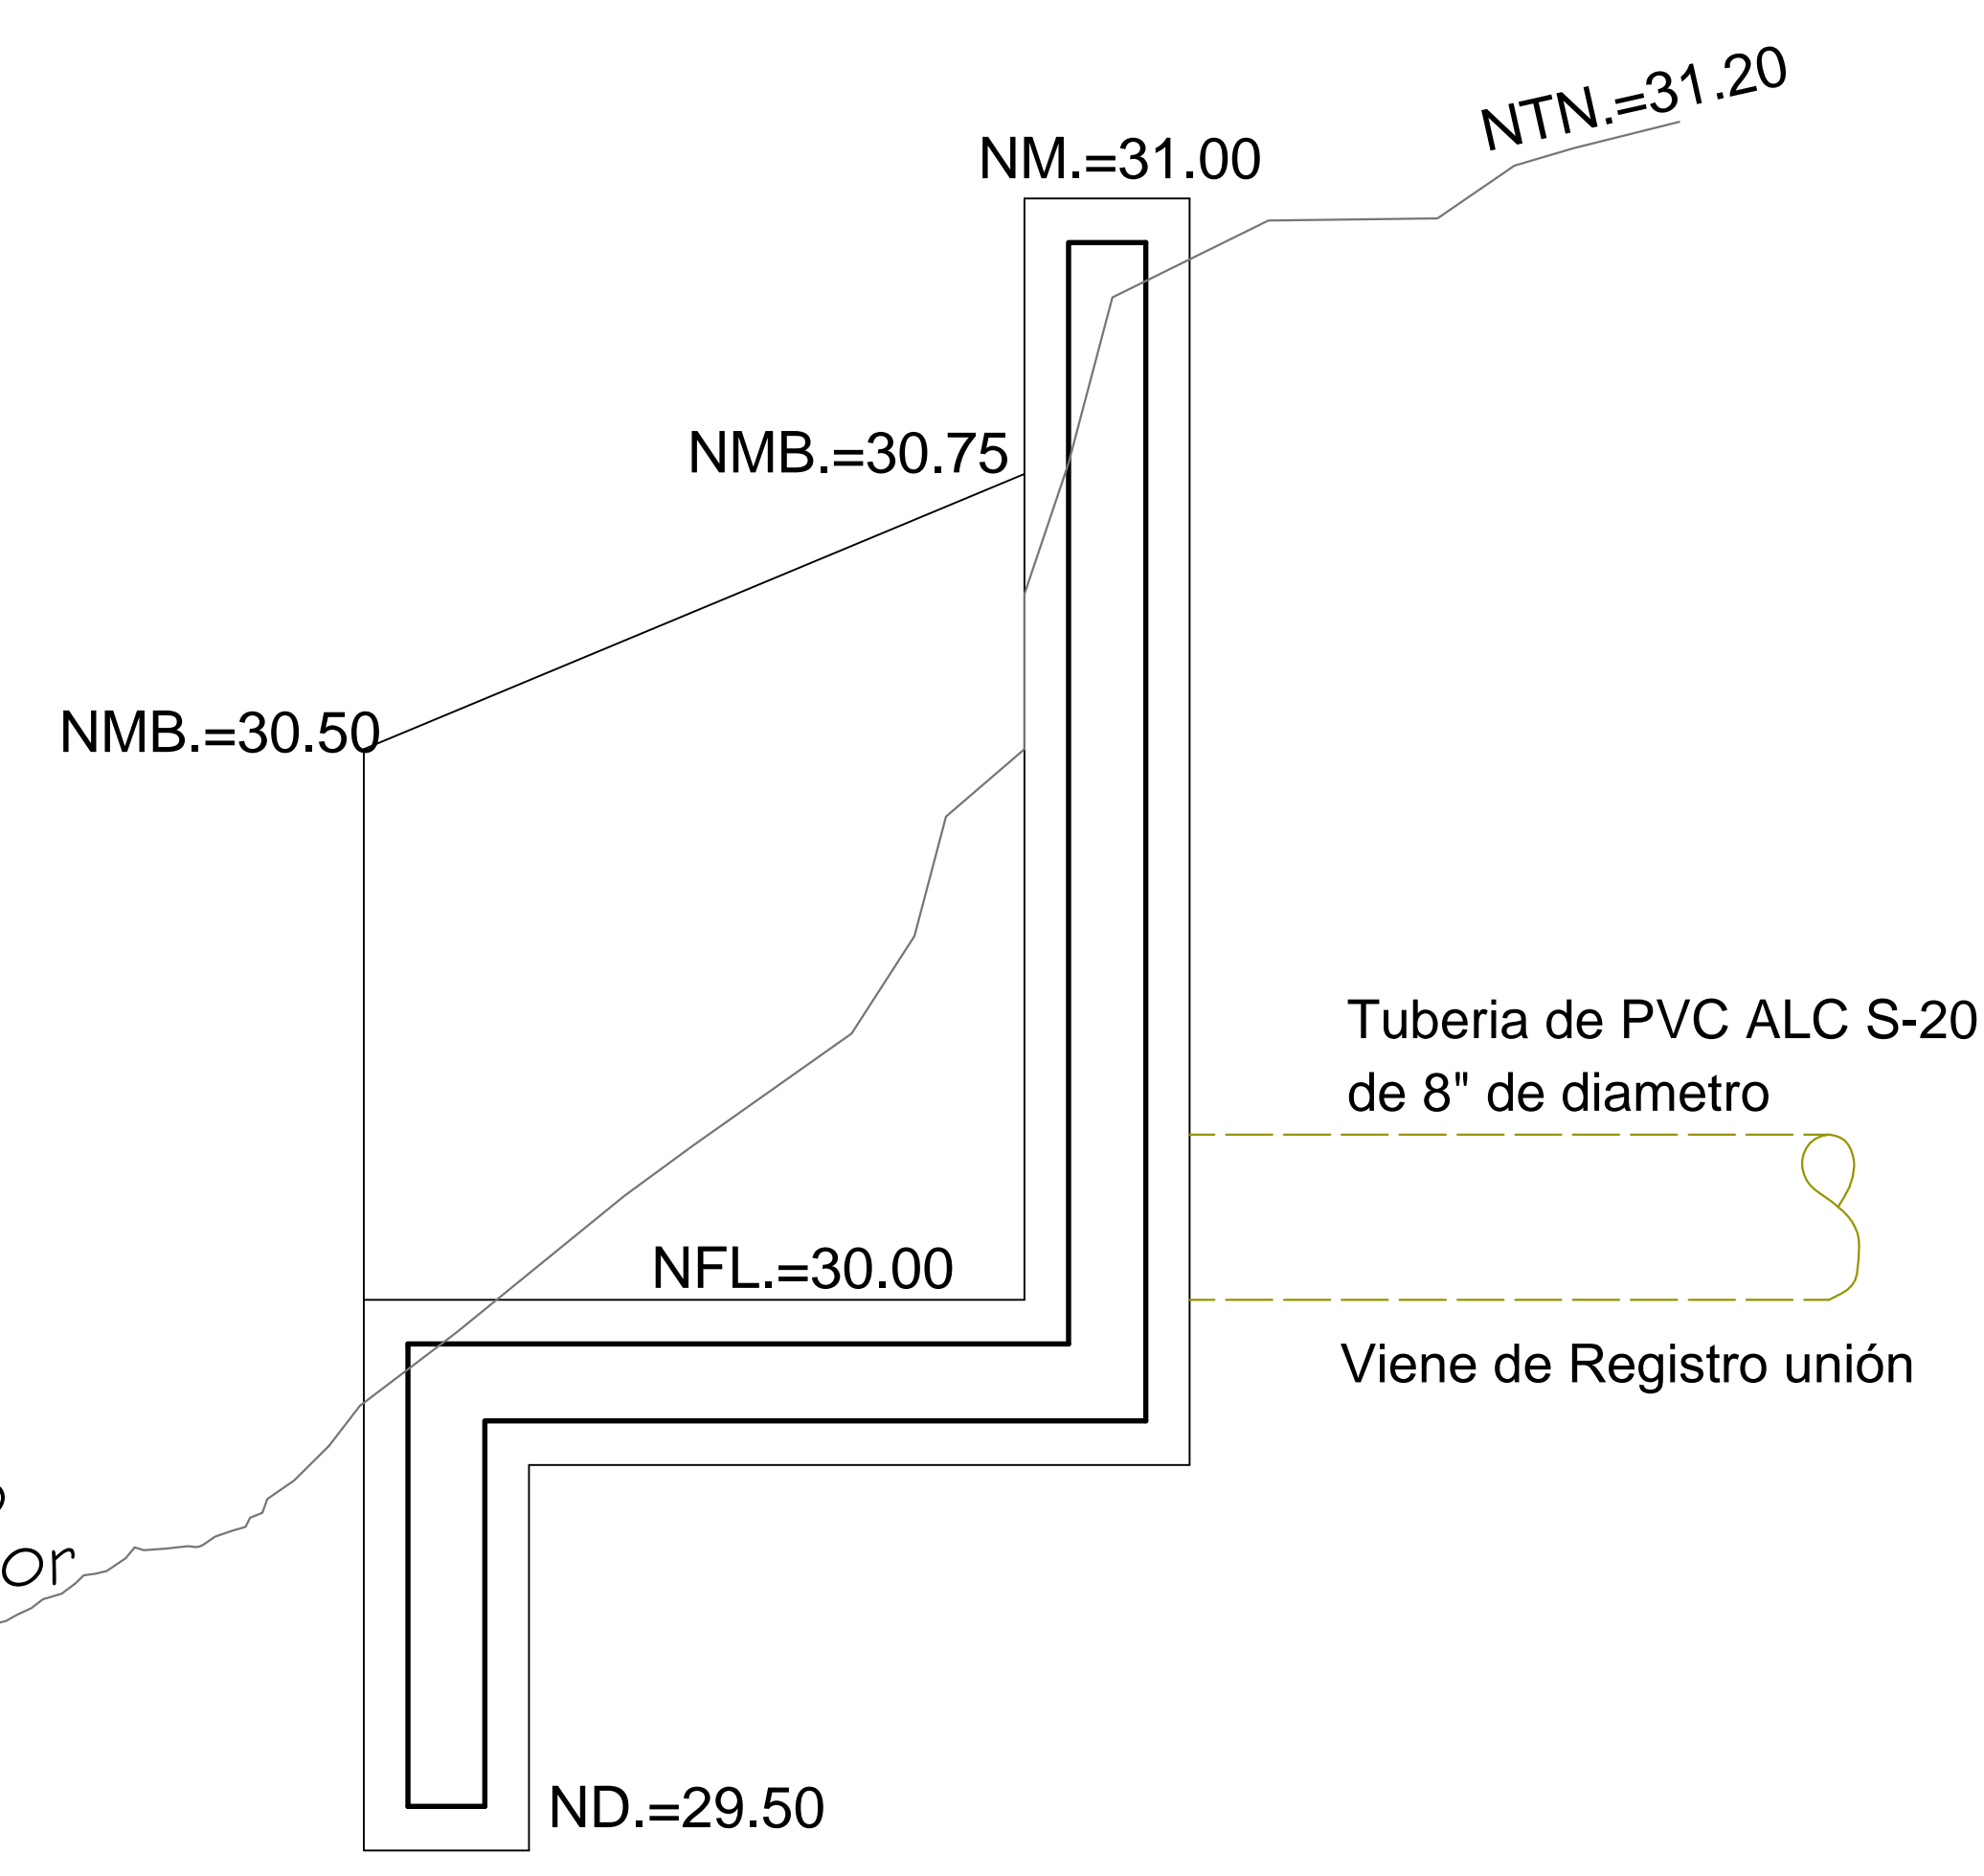 NTN.=31.20
NM.=31.00
NMB.=30.75
NMB.=30.50
Tuberia de PVC ALC S-20
de 8" de diametro
NFL.=30.00
Viene de Registro unión
or
ND.=29.50